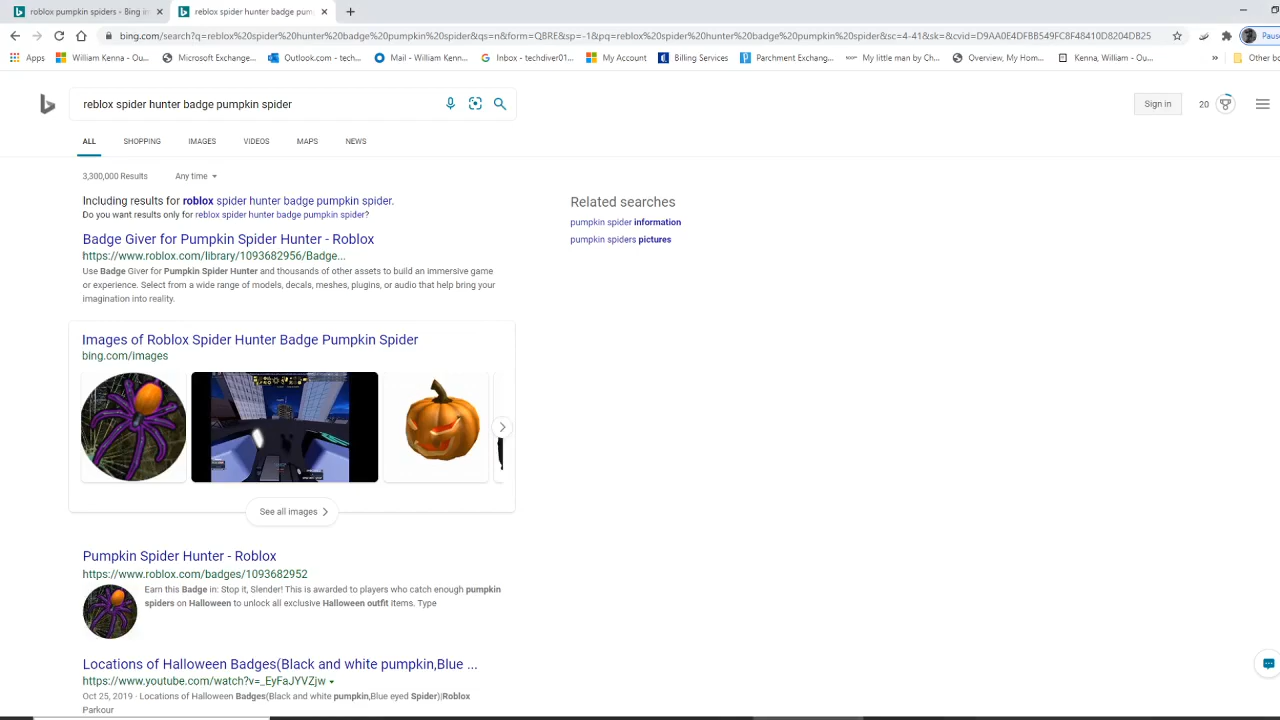 roblox pumpkin spiders - Bing in
reblox spider hunter badge pum
bing.com/search?q=reblox%20spider%20hunter%20badge%20pumpkin%20spider&qs=n&form=QBRE&sp=-1&pq=reblox%20spider%20hunter%20badge%20pumpkin%20spider&sc=4-41&sk=&cvid=D9AA0E4DFBB549FC8F48410D8204DB25
Pause
Apps
William Kenna - Ou...
Microsoft Exchange...
Outlook.com - tech...
Mail - William Kenn...
Inbox - techdiver01...
My Account
Billing Services
Parchment Exchang...
My little man by Ch...
Overview, My Hom...
Kenna, William - Ou...
»
Other bo
reblox spider hunter badge pumpkin spider
Sign in
20
ALL
SHOPPING
IMAGES
VIDEOS
MAPS
NEWS
3,300,000 Results
Any time
Including results for roblox spider hunter badge pumpkin spider.
Do you want results only for reblox spider hunter badge pumpkin spider?
Related searches
pumpkin spider information
pumpkin spiders pictures
Badge Giver for Pumpkin Spider Hunter - Roblox
https://www.roblox.com/library/1093682956/Badge...
Use Badge Giver for Pumpkin Spider Hunter and thousands of other assets to build an immersive game
or experience. Select from a wide range of models, decals, meshes, plugins, or audio that help bring your
imagination into reality.
Images of Roblox Spider Hunter Badge Pumpkin Spider
bing.com/images
See all images
Pumpkin Spider Hunter - Roblox
https://www.roblox.com/badges/1093682952
Earn this Badge in: Stop it, Slender! This is awarded to players who catch enough pumpkin
spiders on Halloween to unlock all exclusive Halloween outfit items. Type
Locations of Halloween Badges(Black and white pumpkin,Blue ...
https://www.youtube.com/watch?v=_EyFaJYVZjw
Oct 25, 2019 · Locations of Halloween Badges(Black and white pumpkin,Blue eyed Spider)|Roblox
Parkour